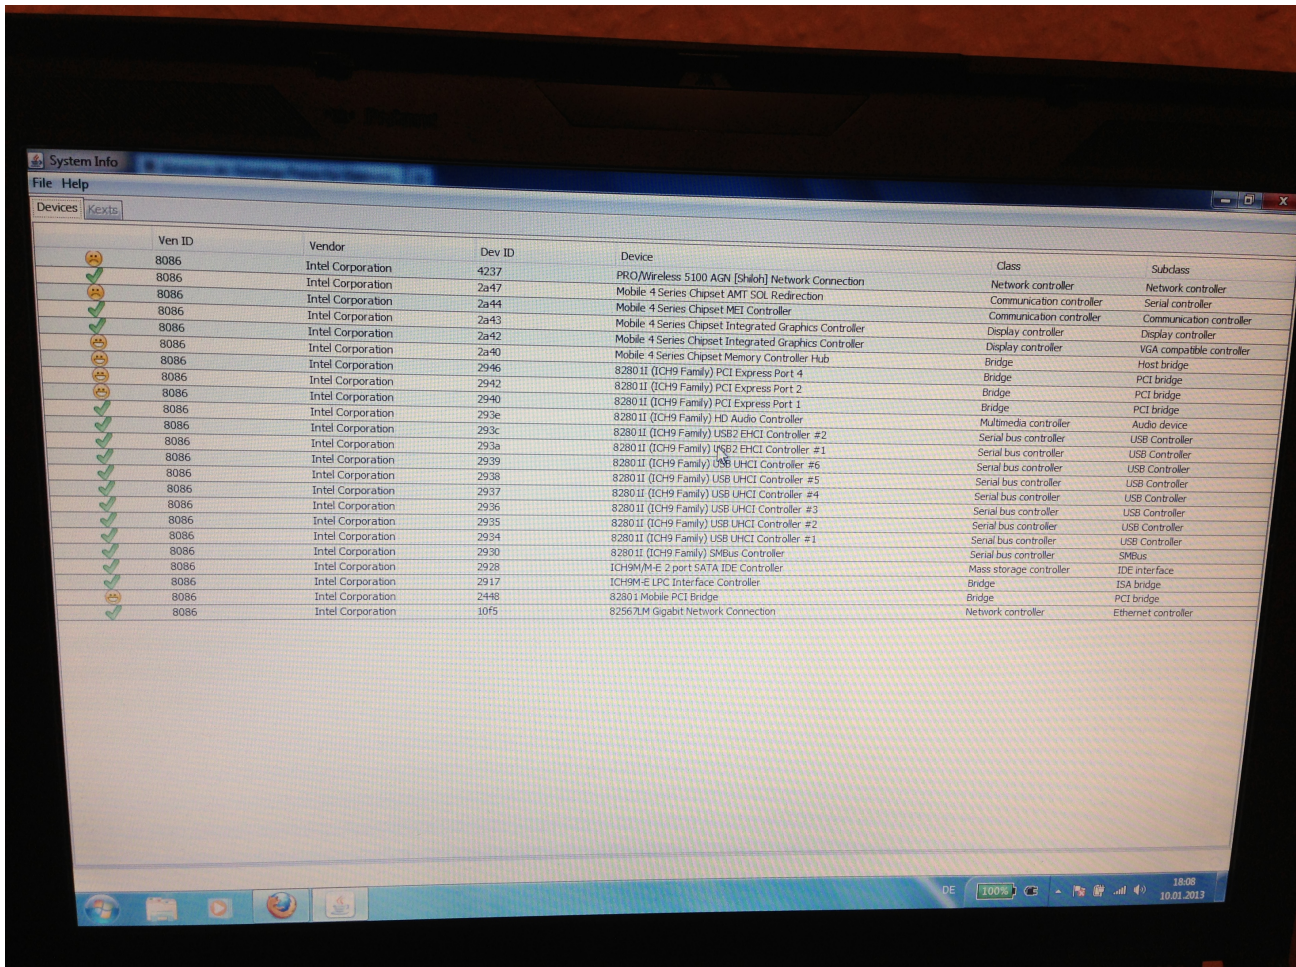 System Info
File Help
Devices Kexts
Ven ID Vendor Dev ID Device Class Subclass
8086 Intel Corporation 4237 PRO/Wireless 5100 AGN [Shiloh] Network Connection Network controller Network controller
8086 Intel Corporation 2a47 Mobile 4 Series Chipset AMT SOL Redirection Communication controller Serial controller
8086 Intel Corporation 2a44 Mobile 4 Series Chipset MEI Controller Communication controller Communication controller
8086 Intel Corporation 2a43 Mobile 4 Series Chipset Integrated Graphics Controller Display controller Display controller
8086 Intel Corporation 2a42 Mobile 4 Series Chipset Integrated Graphics Controller Display controller VGA compatible controller
8086 Intel Corporation 2a40 Mobile 4 Series Chipset Memory Controller Hub Bridge Host bridge
8086 Intel Corporation 2946 82801I (ICH9 Family) PCI Express Port 4 Bridge PCI bridge
8086 Intel Corporation 2942 82801I (ICH9 Family) PCI Express Port 2 Bridge PCI bridge
8086 Intel Corporation 2940 82801I (ICH9 Family) PCI Express Port 1 Bridge PCI bridge
8086 Intel Corporation 293e 82801I (ICH9 Family) HD Audio Controller Multimedia controller Audio device
8086 Intel Corporation 293c 82801I (ICH9 Family) USB2 EHCI Controller #2 Serial bus controller USB Controller
8086 Intel Corporation 293a 82801I (ICH9 Family) USB2 EHCI Controller #1 Serial bus controller USB Controller
8086 Intel Corporation 2939 82801I (ICH9 Family) USB UHCI Controller #6 Serial bus controller USB Controller
8086 Intel Corporation 2938 82801I (ICH9 Family) USB UHCI Controller #5 Serial bus controller USB Controller
8086 Intel Corporation 2937 82801I (ICH9 Family) USB UHCI Controller #4 Serial bus controller USB Controller
8086 Intel Corporation 2936 82801I (ICH9 Family) USB UHCI Controller #3 Serial bus controller USB Controller
8086 Intel Corporation 2935 82801I (ICH9 Family) USB UHCI Controller #2 Serial bus controller USB Controller
8086 Intel Corporation 2934 82801I (ICH9 Family) USB UHCI Controller #1 Serial bus controller USB Controller
8086 Intel Corporation 2930 82801I (ICH9 Family) SMBus Controller Serial bus controller SMBus
8086 Intel Corporation 2928 ICH9M/M-E 2 port SATA IDE Controller Mass storage controller IDE interface
8086 Intel Corporation 2917 ICH9M-E LPC Interface Controller Bridge ISA bridge
8086 Intel Corporation 2448 82801 Mobile PCI Bridge Bridge PCI bridge
8086 Intel Corporation 10f5 82567LM Gigabit Network Connection Network controller Ethernet controller
DE 100% 18:08
10.01.2013